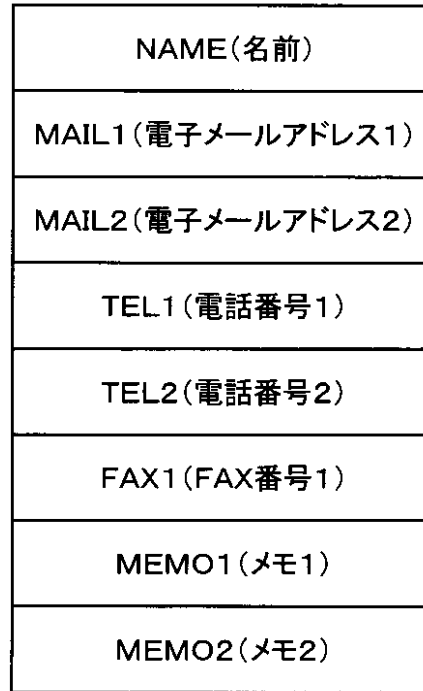 NAME(名前)
MAIL1(電子メールアドレス1)
MAIL2(電子メールアドレス2)
TEL1(電話番号1)
TEL2(電話番号2)
FAX1(FAX番号1)
MEMO1(メモ1)
MEMO2(メモ2)